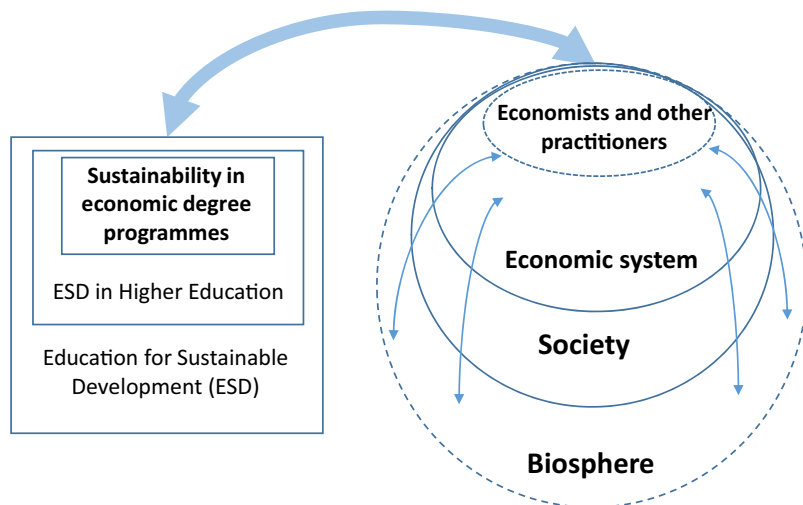 Sustainability in
economic degree
programmes
ESD in Higher Education
Education for Sustainable
Development (ESD)
Economists and other
practitioners
Economic system
Society
Biosphere